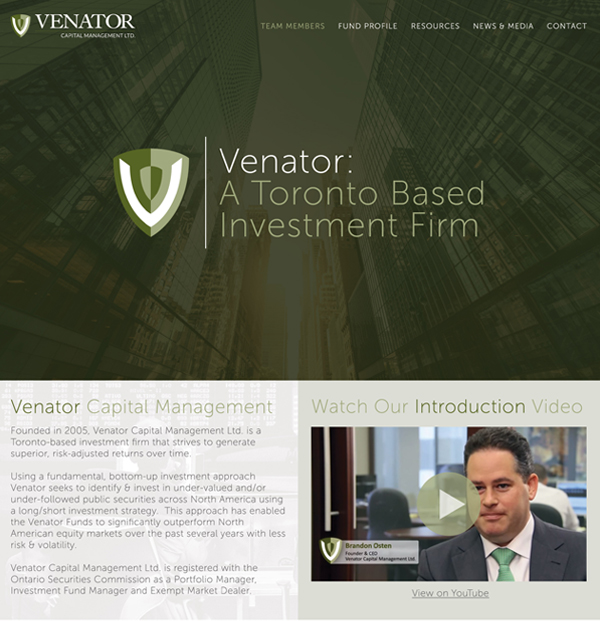 VENATOR
CAPITAL MANAGEMENT LTD.
TEAM MEMBERS FUND PROFILE RESOURCES NEWS & MEDIA CONTACT
Venator:
A Toronto Based
Investment Firm
Venator Capital Management
Founded in 2005, Venator Capital Management Ltd. is a
Toronto-based investment firm that strives to generate
superior, risk-adjusted returns over time.
Using a fundamental, bottom-up investment approach
Venator seeks to identify & invest in under-valued and/or
under-followed public securities across North America using
a long/short investment strategy. This approach has enabled
the Venator Funds to significantly outperform North
American equity markets over the past several years with less
risk & volatility.
Venator Capital Management Ltd. is registered with the
Ontario Securities Commission as a Portfolio Manager,
Investment Fund Manager and Exempt Market Dealer.
Watch Our Introduction Video
Brandon Osten
Founder & CEO
Venator Capital Management Ltd.
View on YouTube